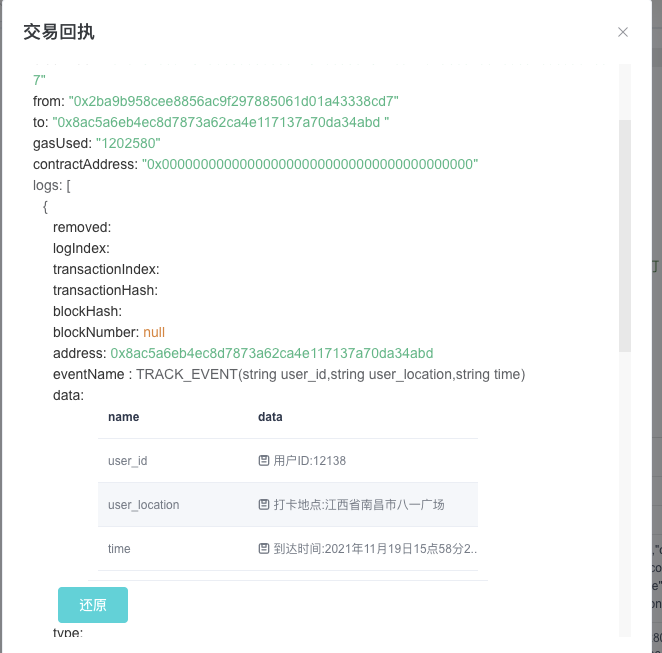 交易回执
7"
from: "0x2ba9b958cee8856ac9f297885061d01a43338cd7"
to: "0x8ac5a6eb4ec8d7873a62ca4e117137a70da34abd "
gasUsed: "1202580"
contractAddress: "0x0000000000000000000000000000000000000000"
logs: [
{
removed:
logIndex:
transactionIndex:
transactionHash:
blockHash:
blockNumber: null
address: 0x8ac5a6eb4ec8d7873a62ca4e117137a70da34abd
eventName : TRACK_EVENT(string user_id,string user_location,string time)
data:
name data
user_id 用户ID:12138
user_location 打卡地点:江西省南昌市八一广场
time 到达时间:2021年11月19日15点58分2..
还原
type: